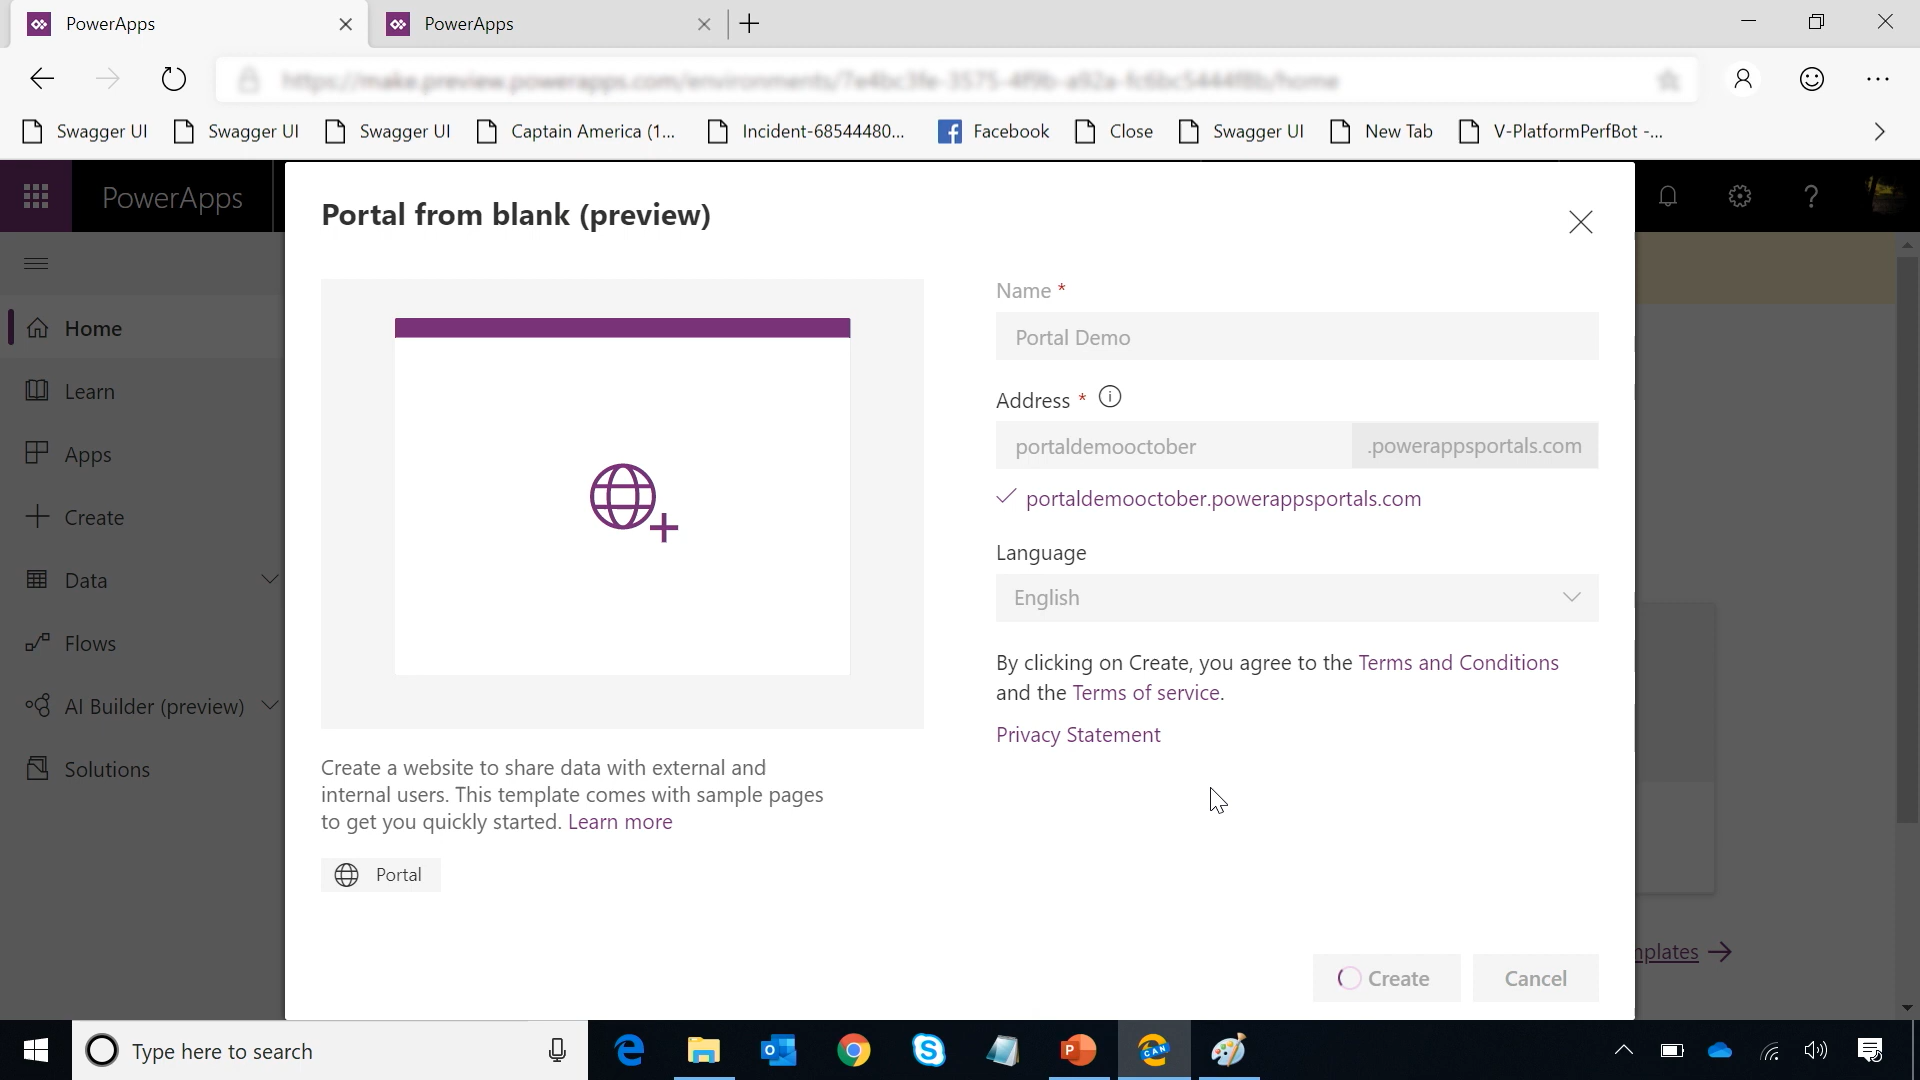 PowerApps
PowerApps
Swagger UI
Swagger UI
Swagger UI
Captain America (1...
Incident-68544480...
Facebook
Close
Swagger UI
New Tab
V-PlatformPerfBot -...
PowerApps
Home
Learn
Apps
Create
Data
Flows
AI Builder (preview)
Solutions
Portal from blank (preview)
Create a website to share data with external and
internal users. This template comes with sample pages
to get you quickly started. Learn more
Portal
Name *
Portal Demo
Address *
portaldemooctober
.powerappsportals.com
portaldemooctober.powerappsportals.com
Language
English
By clicking on Create, you agree to the Terms and Conditions
and the Terms of service.
Privacy Statement
Create
Cancel
Type here to search
CAN